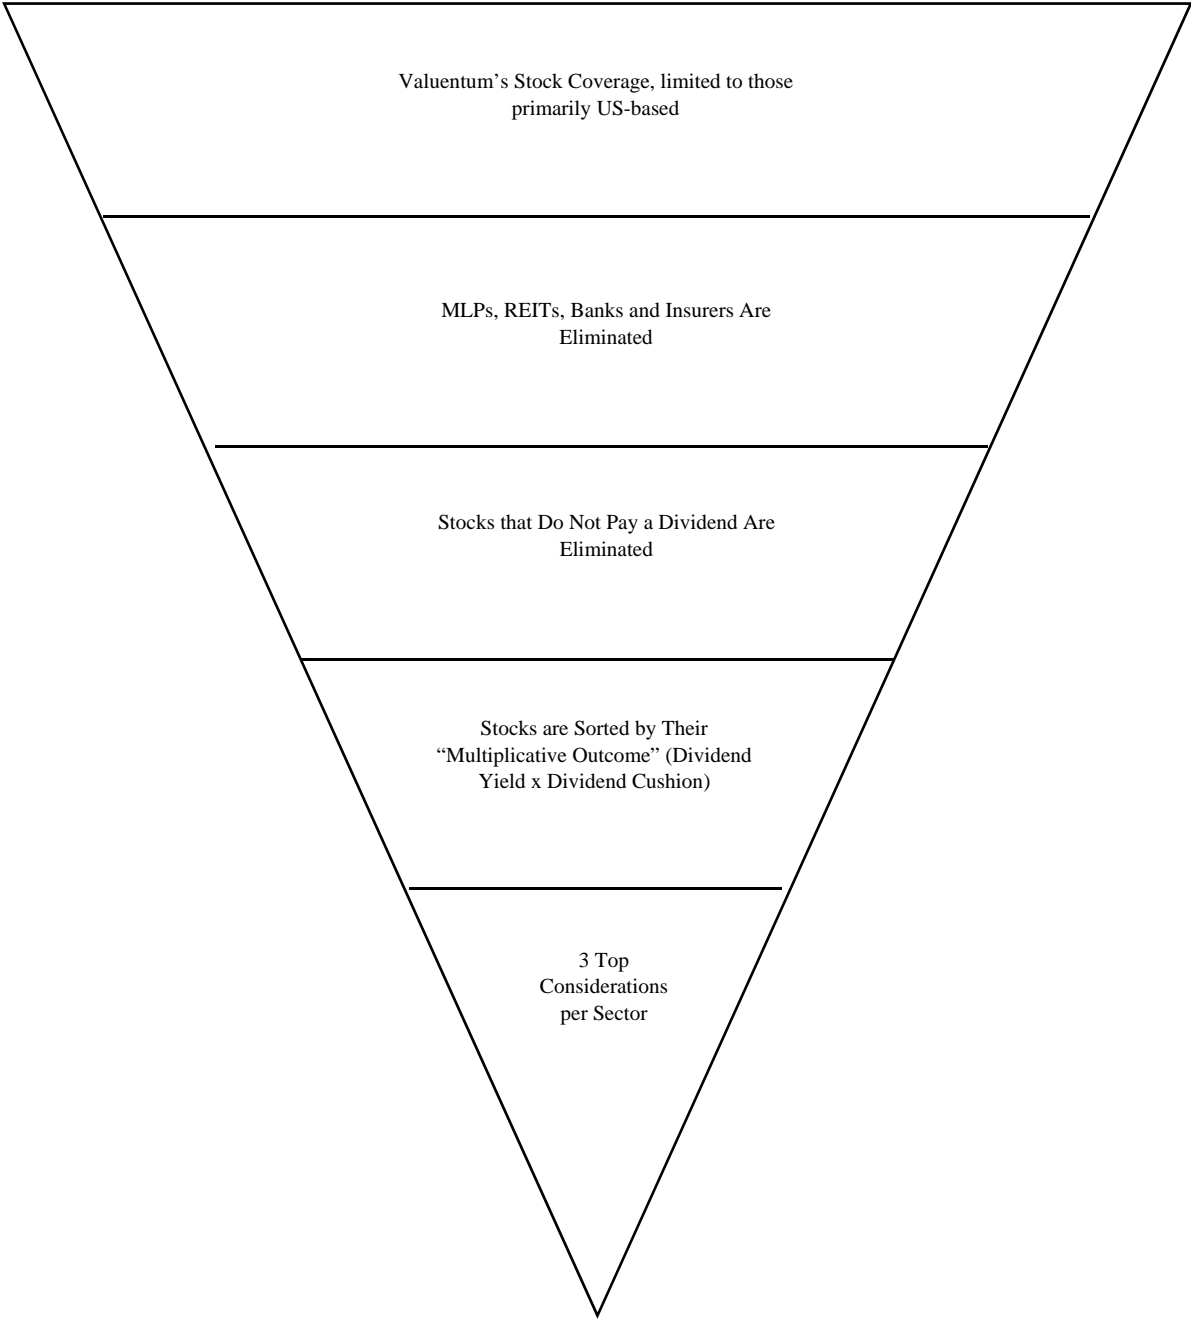 Valuentum’s Stock Coverage, limited to those
primarily US-based
MLPs, REITs, Banks and Insurers Are
Eliminated
Stocks that Do Not Pay a Dividend Are
Eliminated
Stocks are Sorted by Their
“Multiplicative Outcome” (Dividend
Yield x Dividend Cushion)
3 Top
Considerations
per Sector